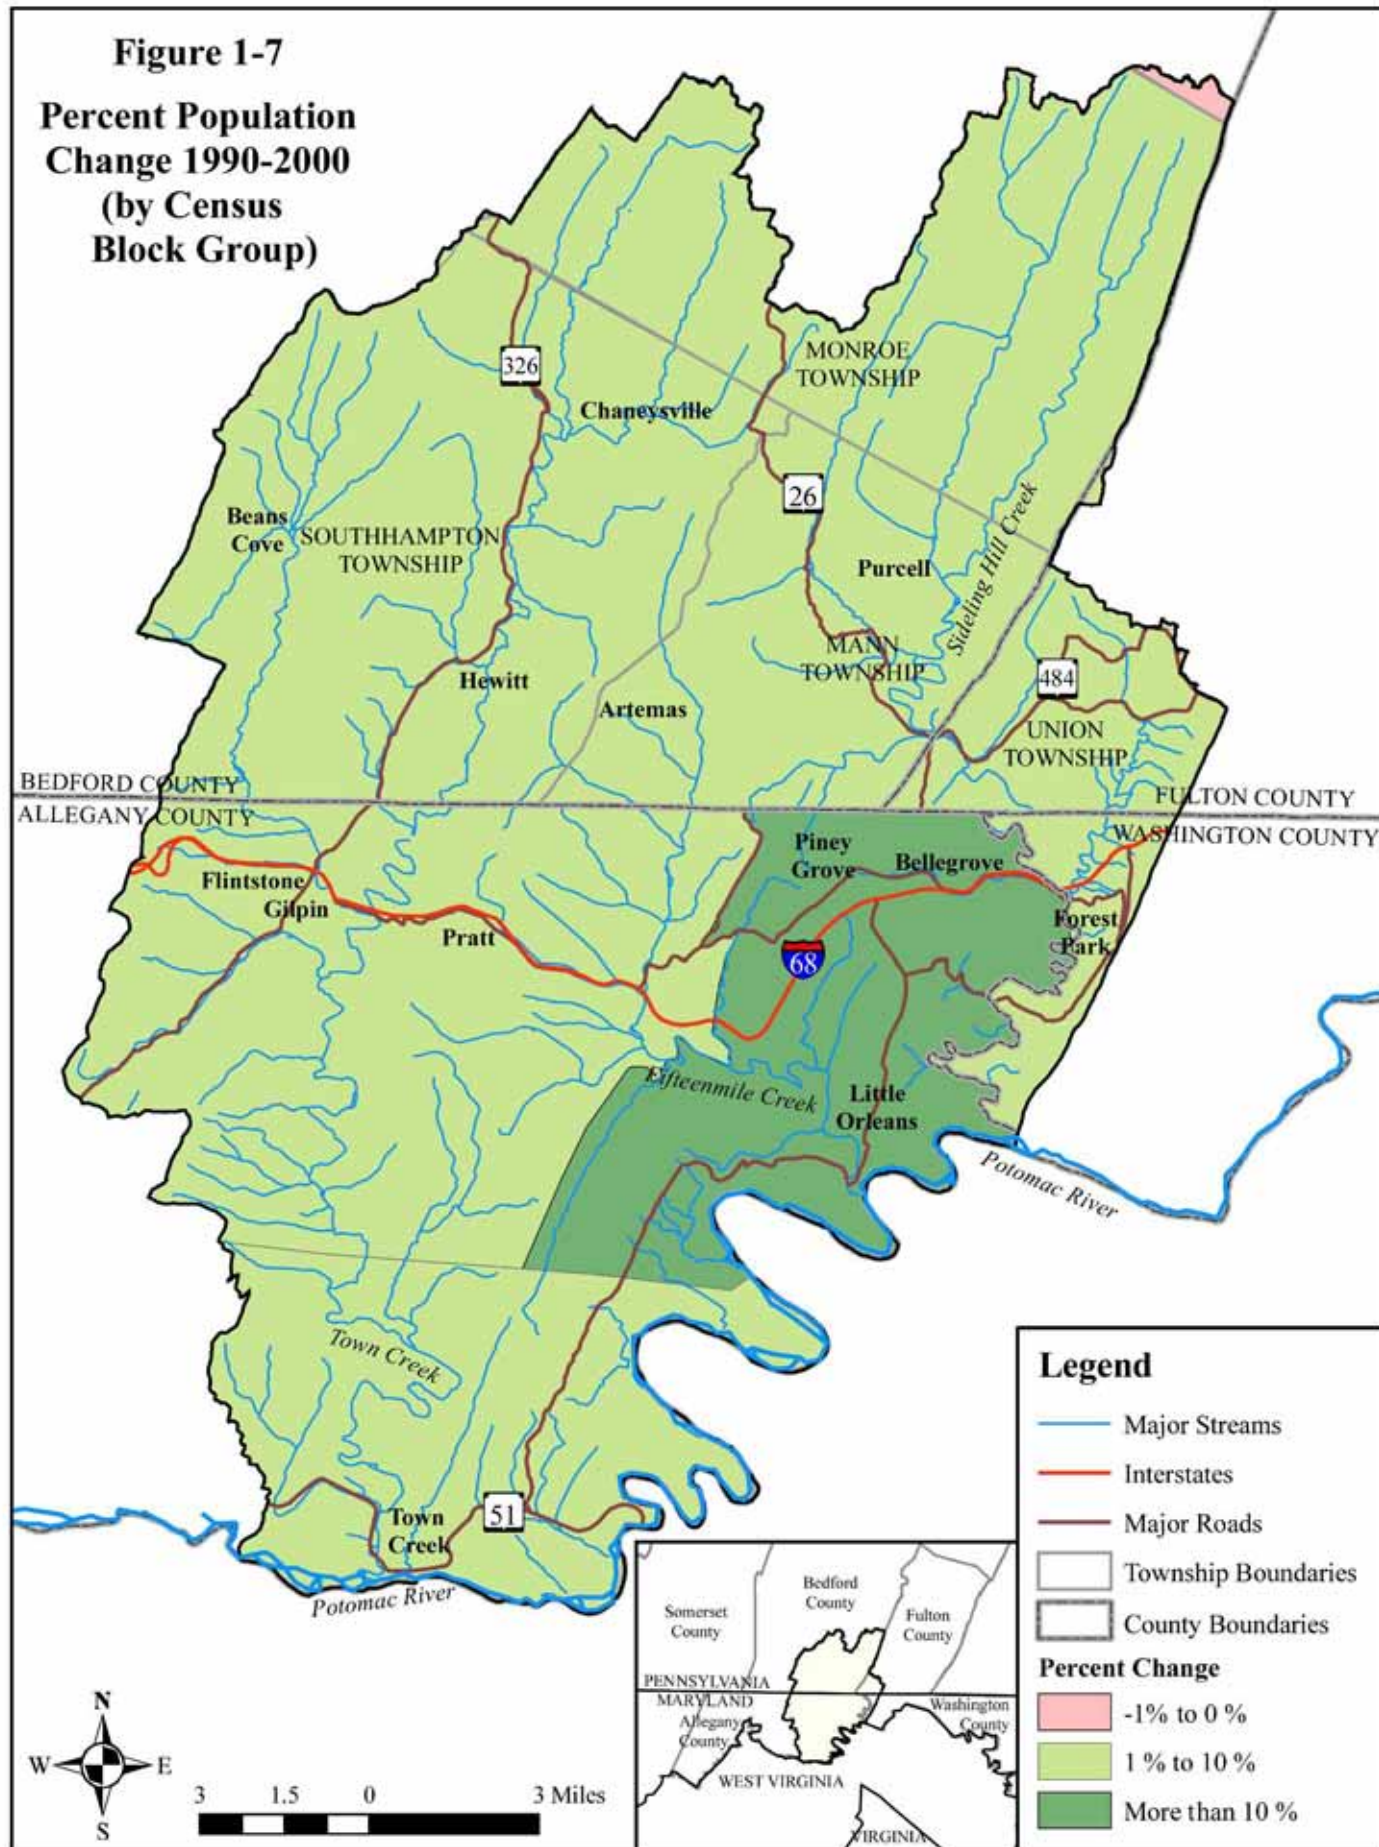 Figure 1-7
Percent Population
Change 1990-2000
(by Census
Block Group)
326
MONROE
TOWNSHIP
Chaneysville
26
Beans
Cove
SOUTHHAMPTON
TOWNSHIP
Purcell
Sideling Hill Creek
MANN
TOWNSHIP
484
Hewitt
Artemas
UNION
TOWNSHIP
BEDFORD COUNTY
ALLEGANY COUNTY
FULTON COUNTY
WASHINGTON COUNTY
Piney
Grove
Bellegrove
Flintstone
Gilpin
Pratt
Forest
Park
68
Fifteenmile Creek
Little
Orleans
Potomac River
Town Creek
Town
Creek
51
Potomac River
Legend
Major Streams
Interstates
Major Roads
Township Boundaries
County Boundaries
Percent Change
-1% to 0 %
1 % to 10 %
More than 10 %
Somerset
County
Bedford
County
Fulton
County
PENNSYLVANIA
MARYLAND
Allegany
County
Washington
County
WEST VIRGINIA
VIRGINIA
N
W
E
S
3 1.5 0 3 Miles